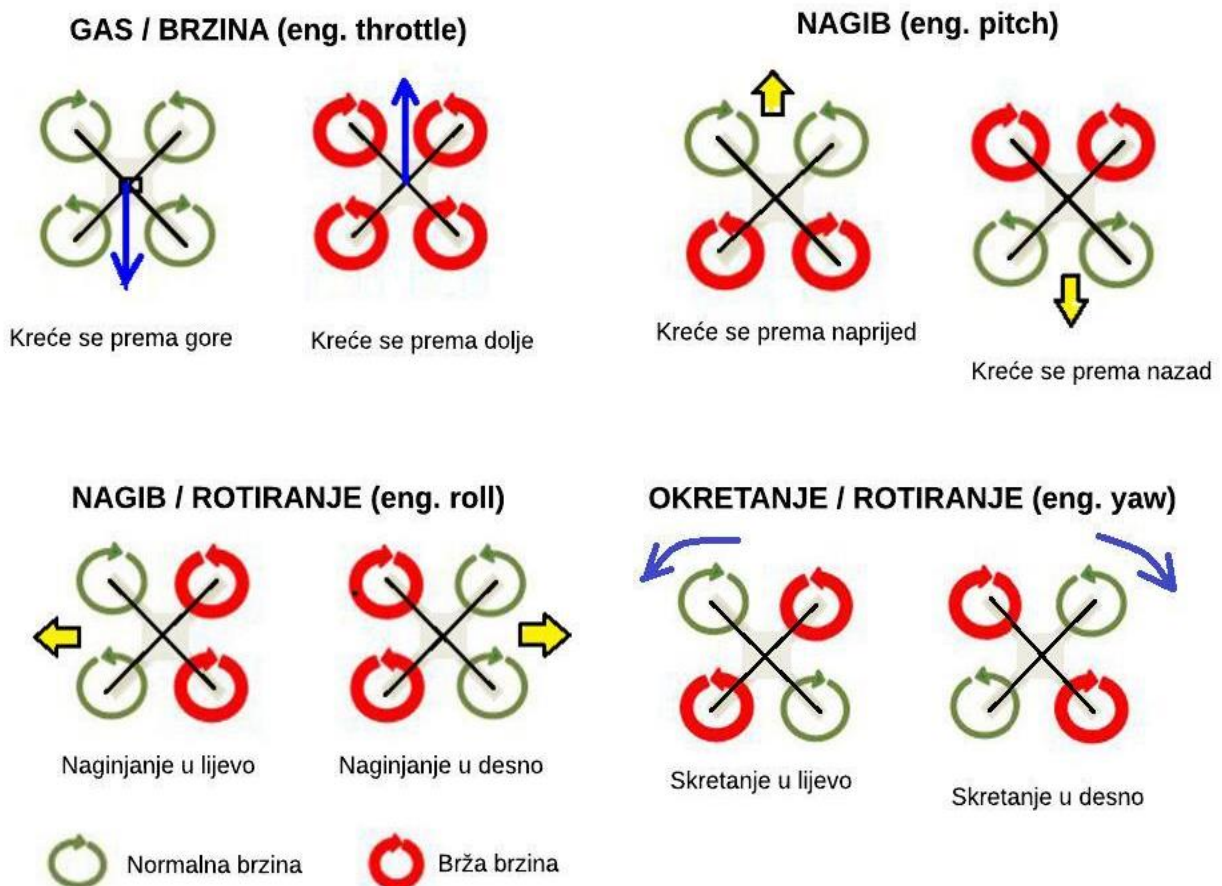 GAS / BRZINA (eng. throttle)
Kreće se prema gore
Kreće se prema dolje
NAGIB (eng. pitch)
Kreće se prema naprijed
Kreće se prema nazad
NAGIB / ROTIRANJE (eng. roll)
Naginjanje u lijevo
Naginjanje u desno
OKRETANJE / ROTIRANJE (eng. yaw)
Skretanje u lijevo
Skretanje u desno
Normalna brzina
Brža brzina